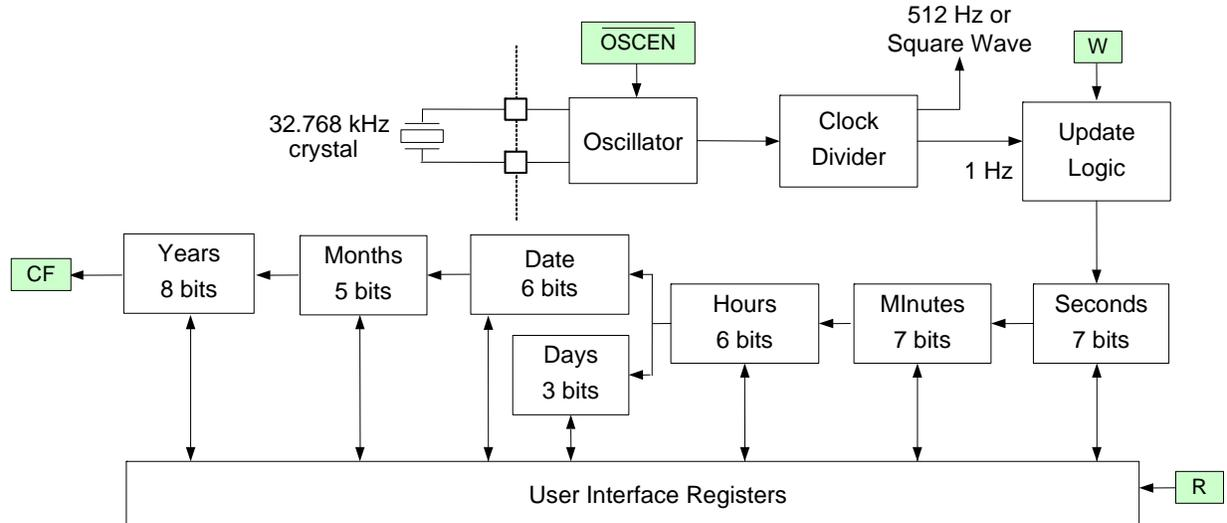 512 Hz or
Square Wave
OSCEN
W
32.768 kHz
crystal
Oscillator
Clock
Divider
1 Hz
Update
Logic
CF
Years
8 bits
Months
5 bits
Date
6 bits
Days
3 bits
Hours
6 bits
MInutes
7 bits
Seconds
7 bits
User Interface Registers
R